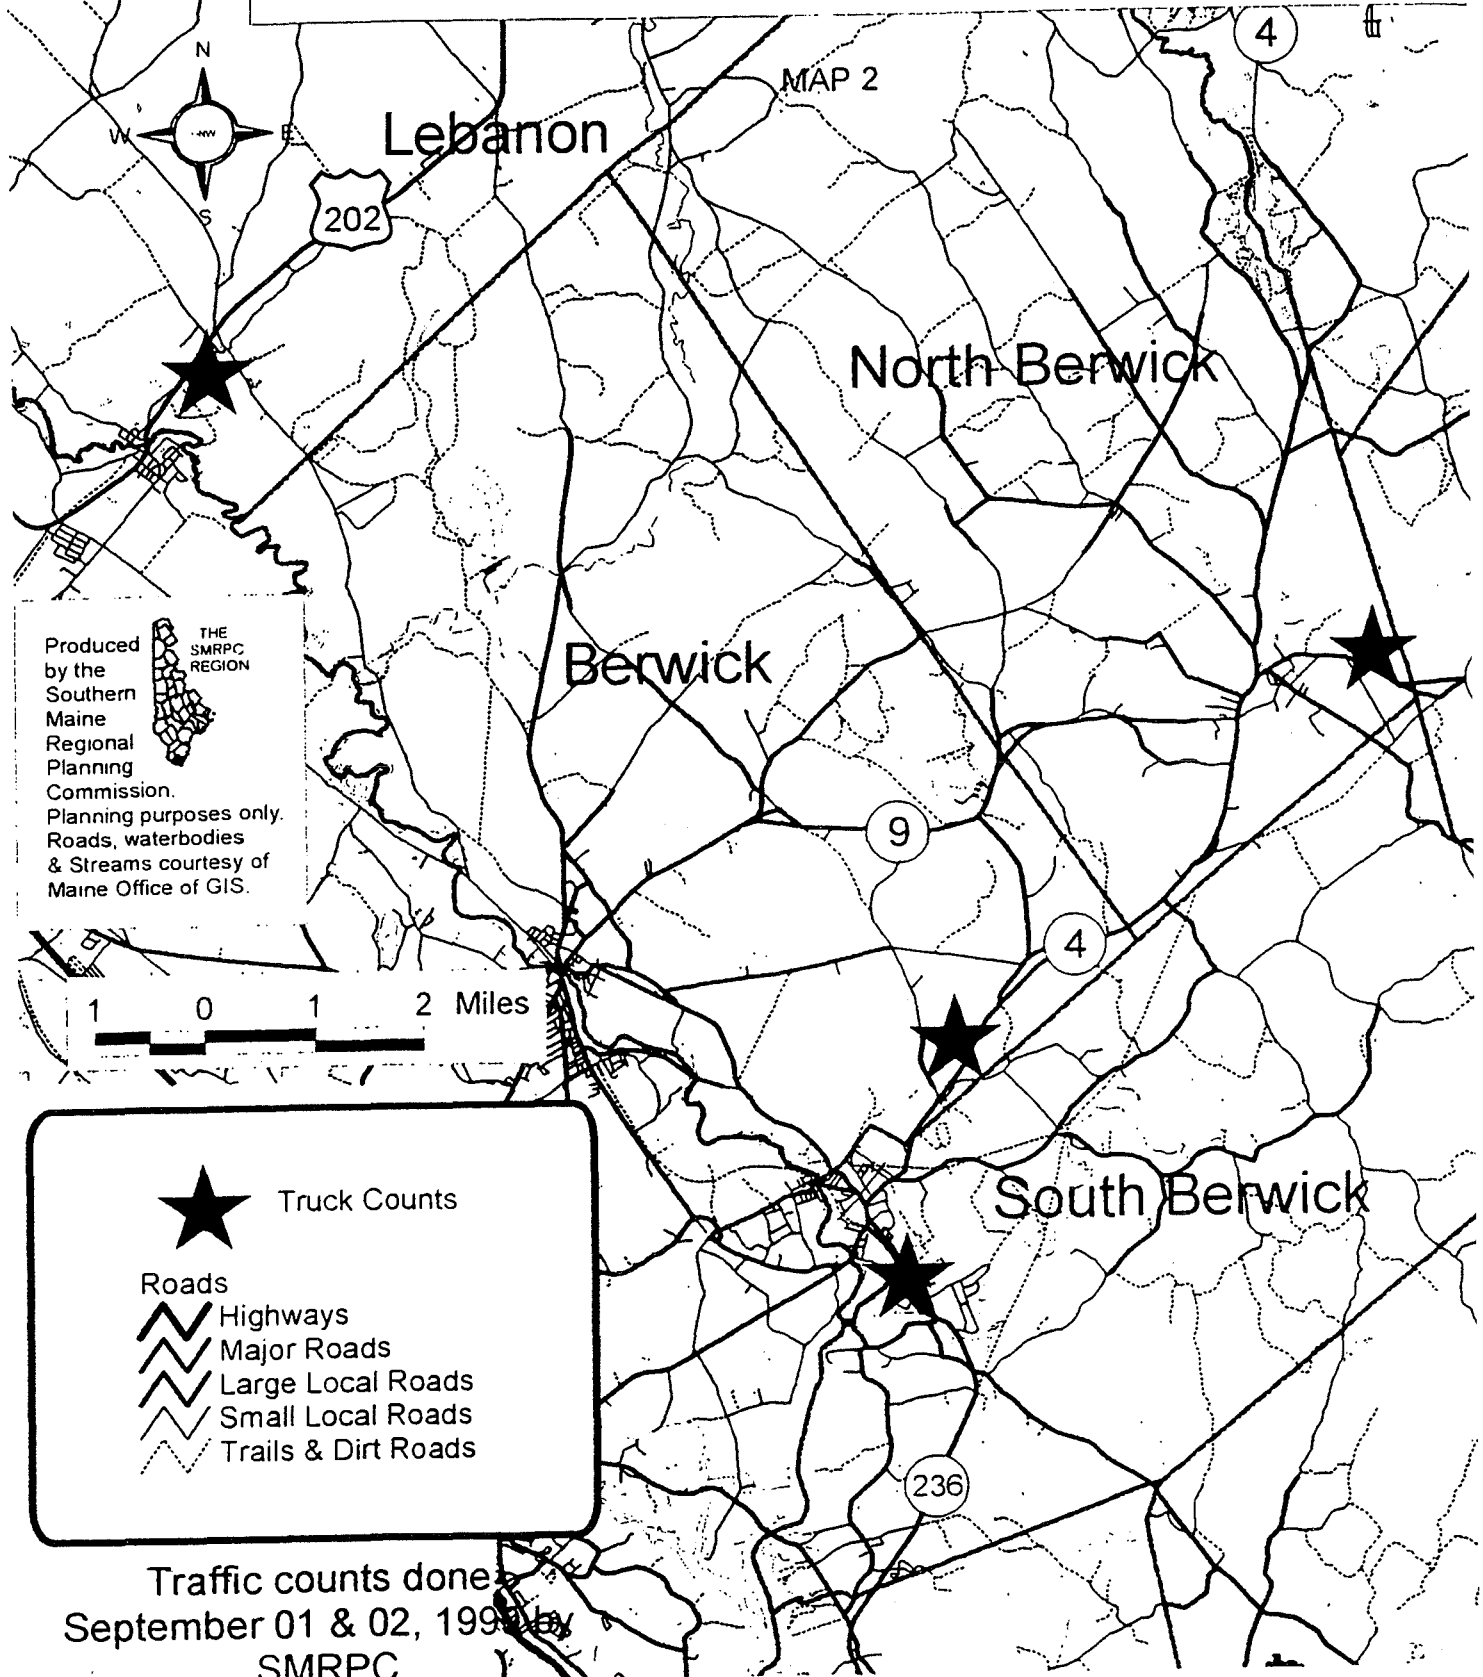 4
MAP 2
N
W
E
S
Lebanon
202
North Berwick
Produced
by the
Southern
Maine
Regional
Planning
Commission.
Planning purposes only.
Roads, waterbodies
& Streams courtesy of
Maine Office of GIS.
THE
SMRPC
REGION
Berwick
9
4
1 0 1 2 Miles
South Berwick
Truck Counts
Roads
Highways
Major Roads
Large Local Roads
Small Local Roads
Trails & Dirt Roads
236
Traffic counts done
September 01 & 02, by
SMRPC